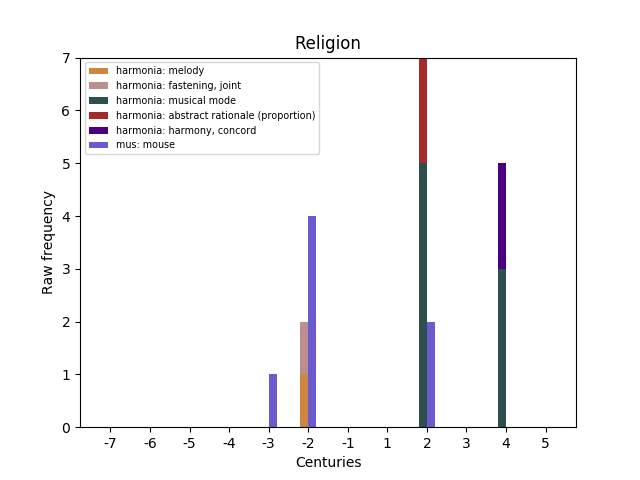 Religion
7
6
5
4
3
2
1
0
Raw frequency
harmonia: melody
harmonia: fastening, joint
harmonia: musical mode
harmonia: abstract rationale (proportion)
harmonia: harmony, concord
mus: mouse
-7 -6 -5 -4 -3 -2 -1 1 2 3 4 5
Centuries